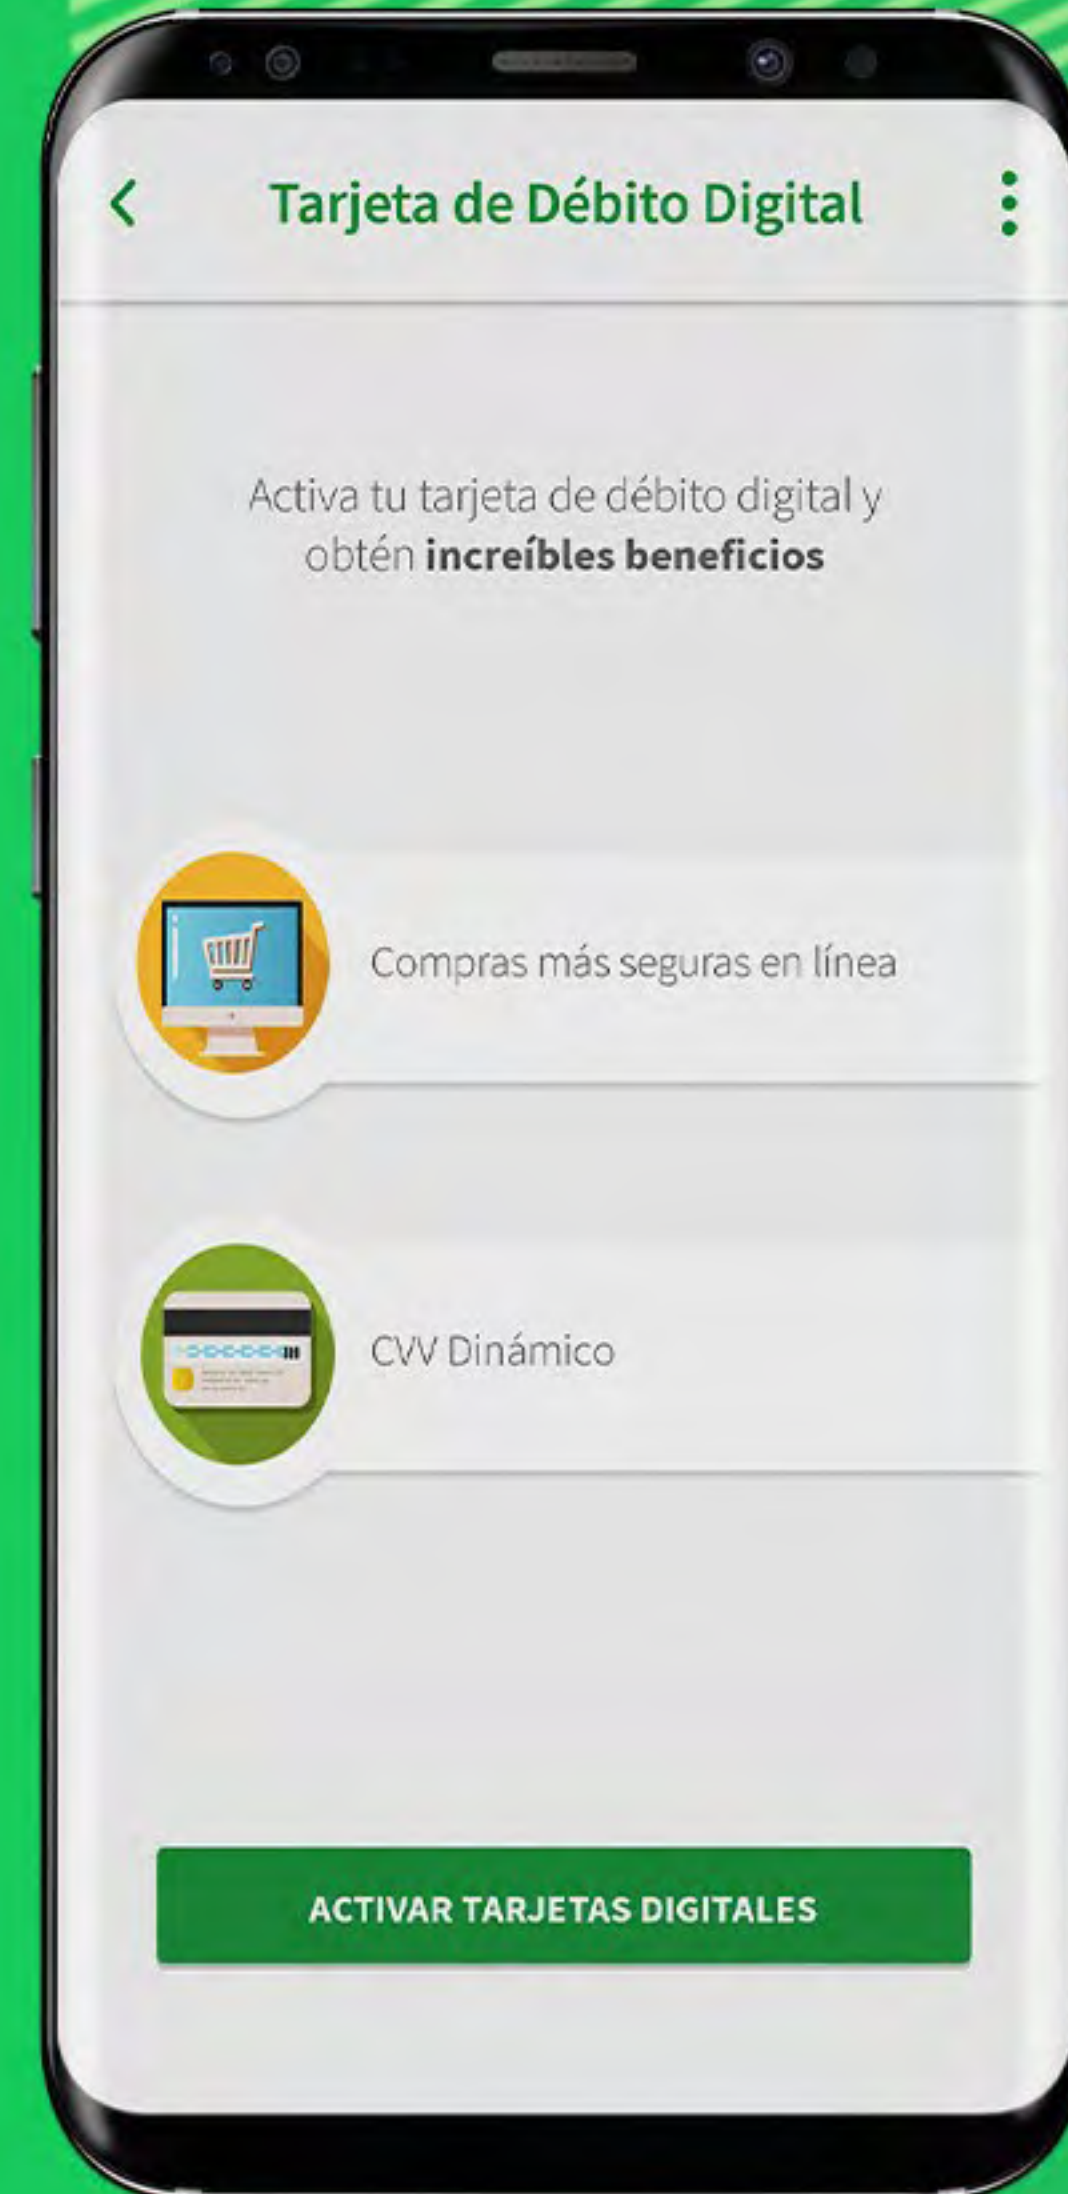 Tarjeta de Débito Digital
Activa tu tarjeta de débito digital y
obtén increíbles beneficios
Compras más seguras en línea
CVV Dinámico
ACTIVAR TARJETAS DIGITALES